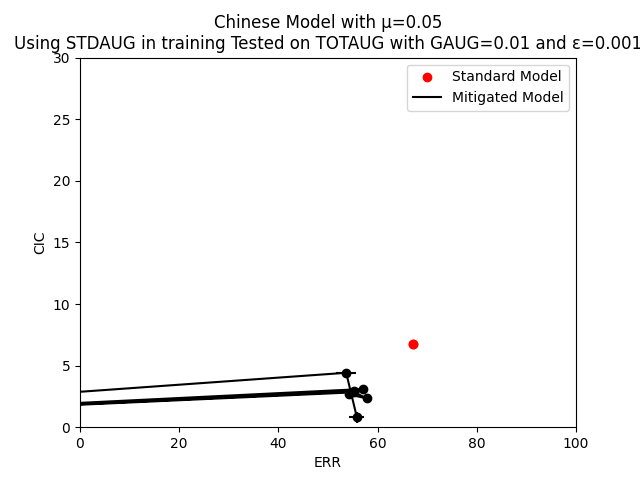 Chinese Model with μ=0.05
Using STDAUG in training Tested on TOTAUG with GAUG=0.01 and ε=0.001
Standard Model
Mitigated Model
CIC
30
25
20
15
10
5
0
0 20 40 60 80 100
ERR